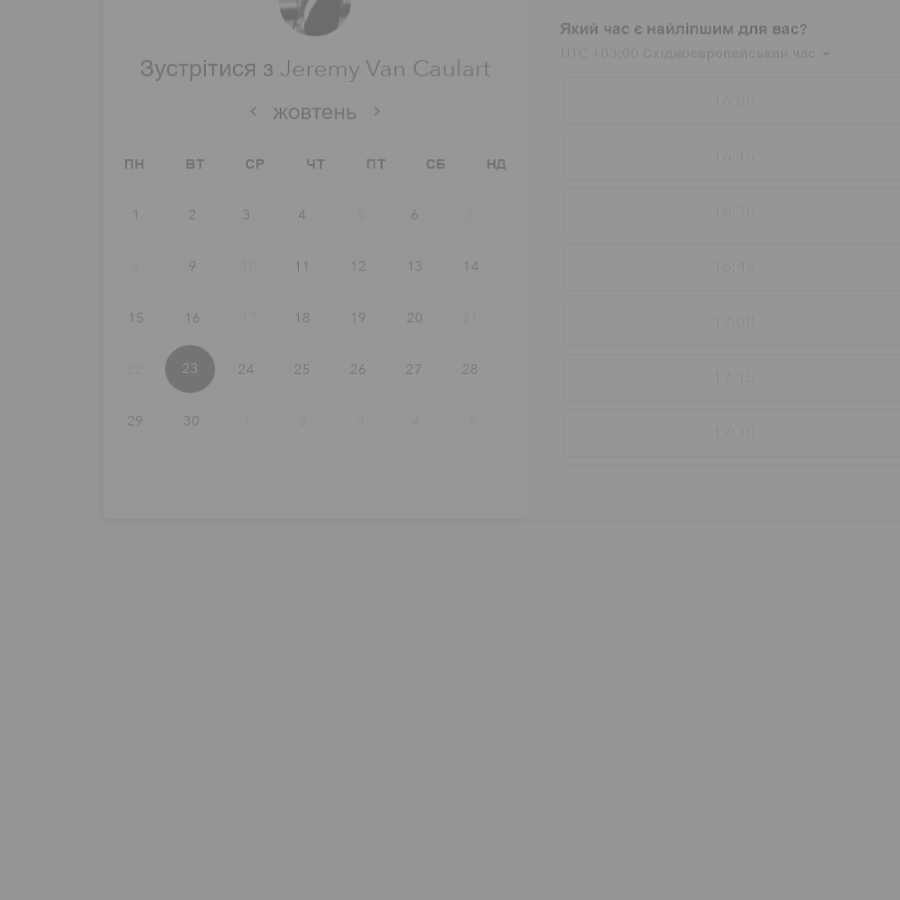 Зустрітися з Jeremy Van Caulart
жовтень
ПН ВТ СР ЧТ ПТ СБ НД
1 2 3 4 5 6 7
8 9 10 11 12 13 14
15 16 17 18 19 20 21
22 23 24 25 26 27 28
29 30 1 2 3 4 5
Який час є найліпшим для вас?
UTC +03:00 Східноєвропейський час
16:00
16:15
16:30
16:45
17:00
17:15
17:30